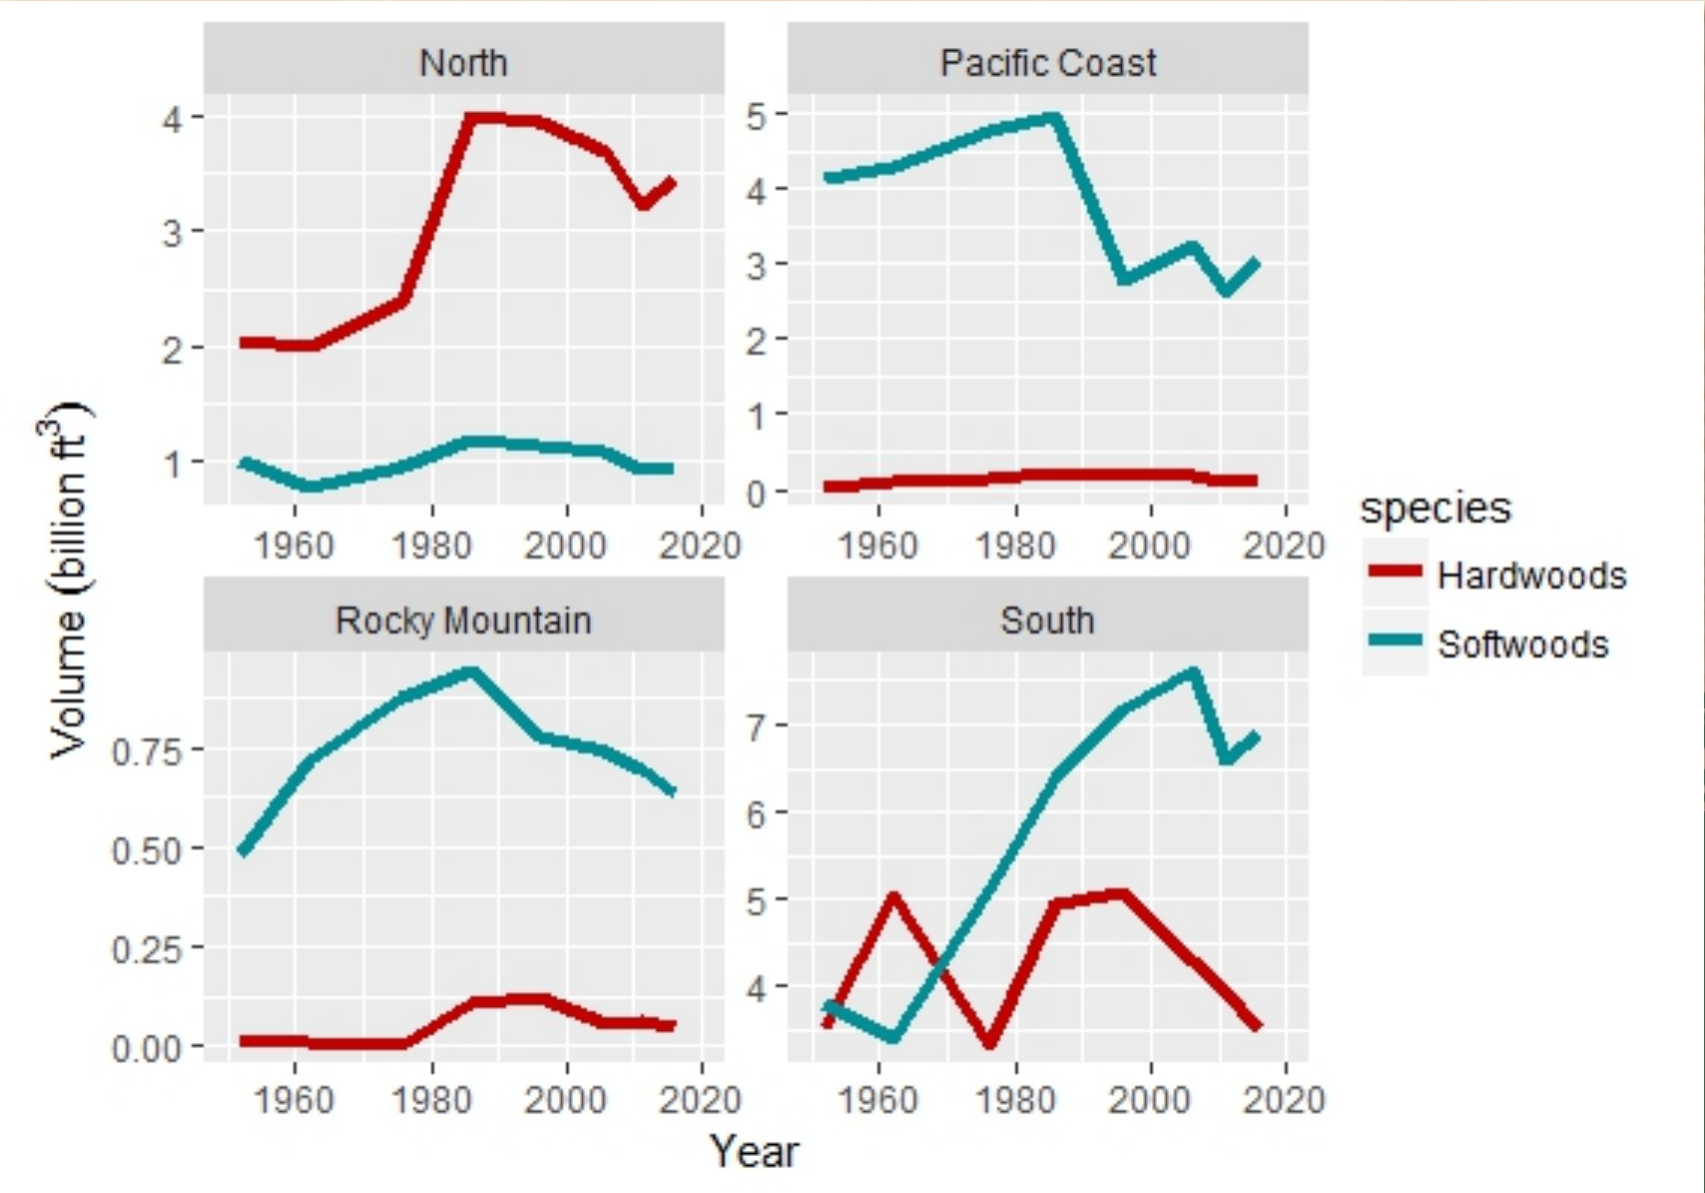 North
Pacific Coast
4
3
2
1
5
4
3
2
1
0
1960 1980 2000 2020
1960 1980 2000 2020
Volume (billion ft³)
species
Hardwoods
Softwoods
Rocky Mountain
South
0.75
0.50
0.25
0.00
7
6
5
4
1960 1980 2000 2020
1960 1980 2000 2020
Year